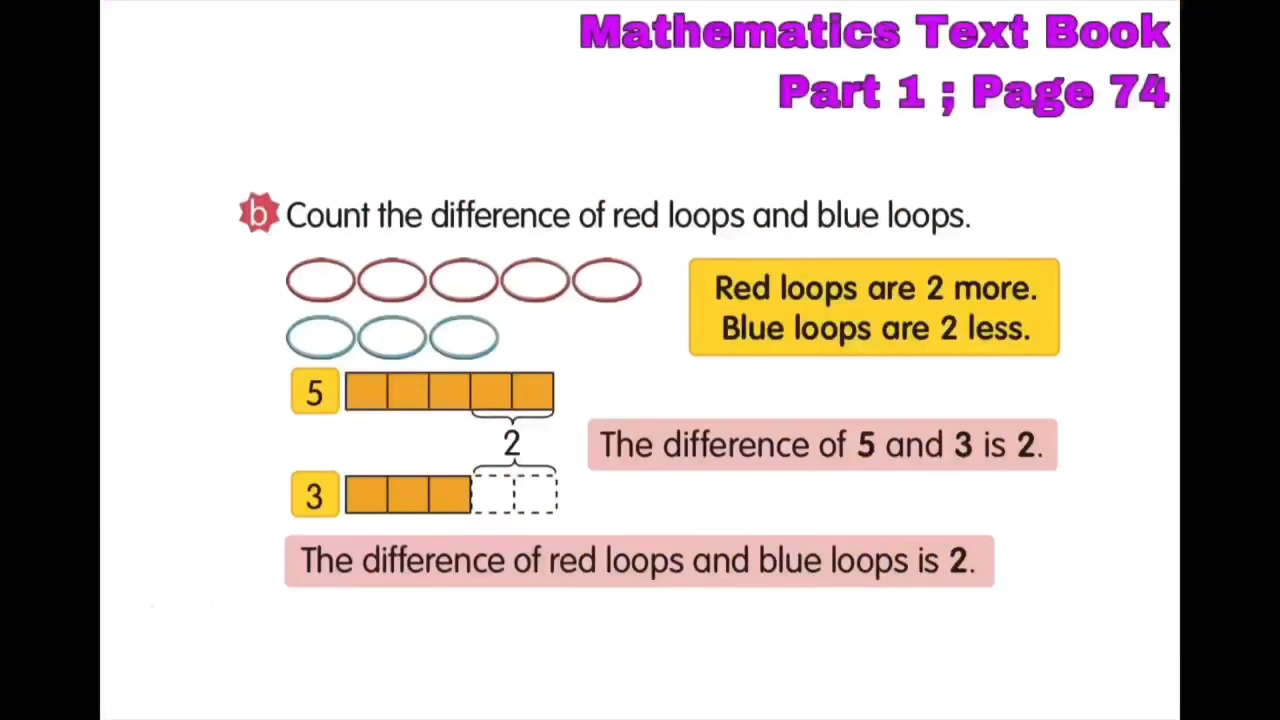 Mathematics Text Book
Part 1 ; Page 74
b Count the difference of red loops and blue loops.
Red loops are 2 more.
Blue loops are 2 less.
5
2
The difference of 5 and 3 is 2.
3
The difference of red loops and blue loops is 2.